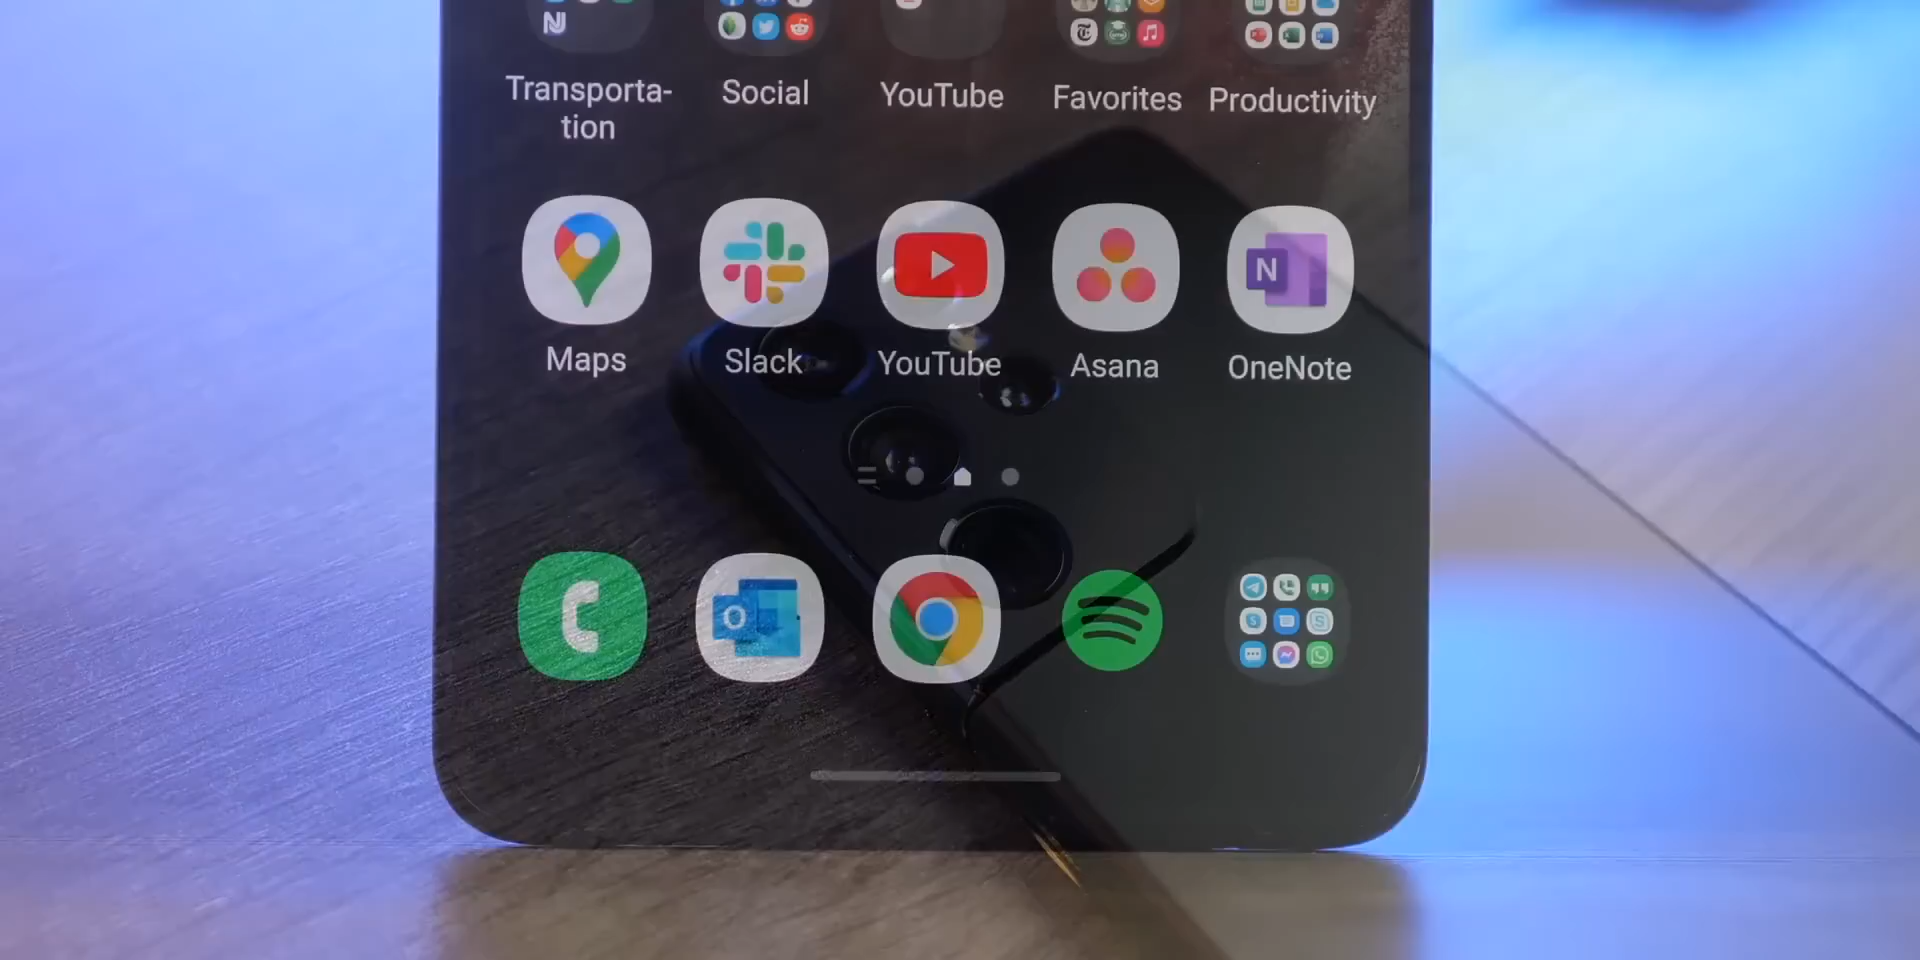 Transporta-
tion
Social
YouTube
Favorites
Productivity
N
Maps
Slack
YouTube
Asana
OneNote
O